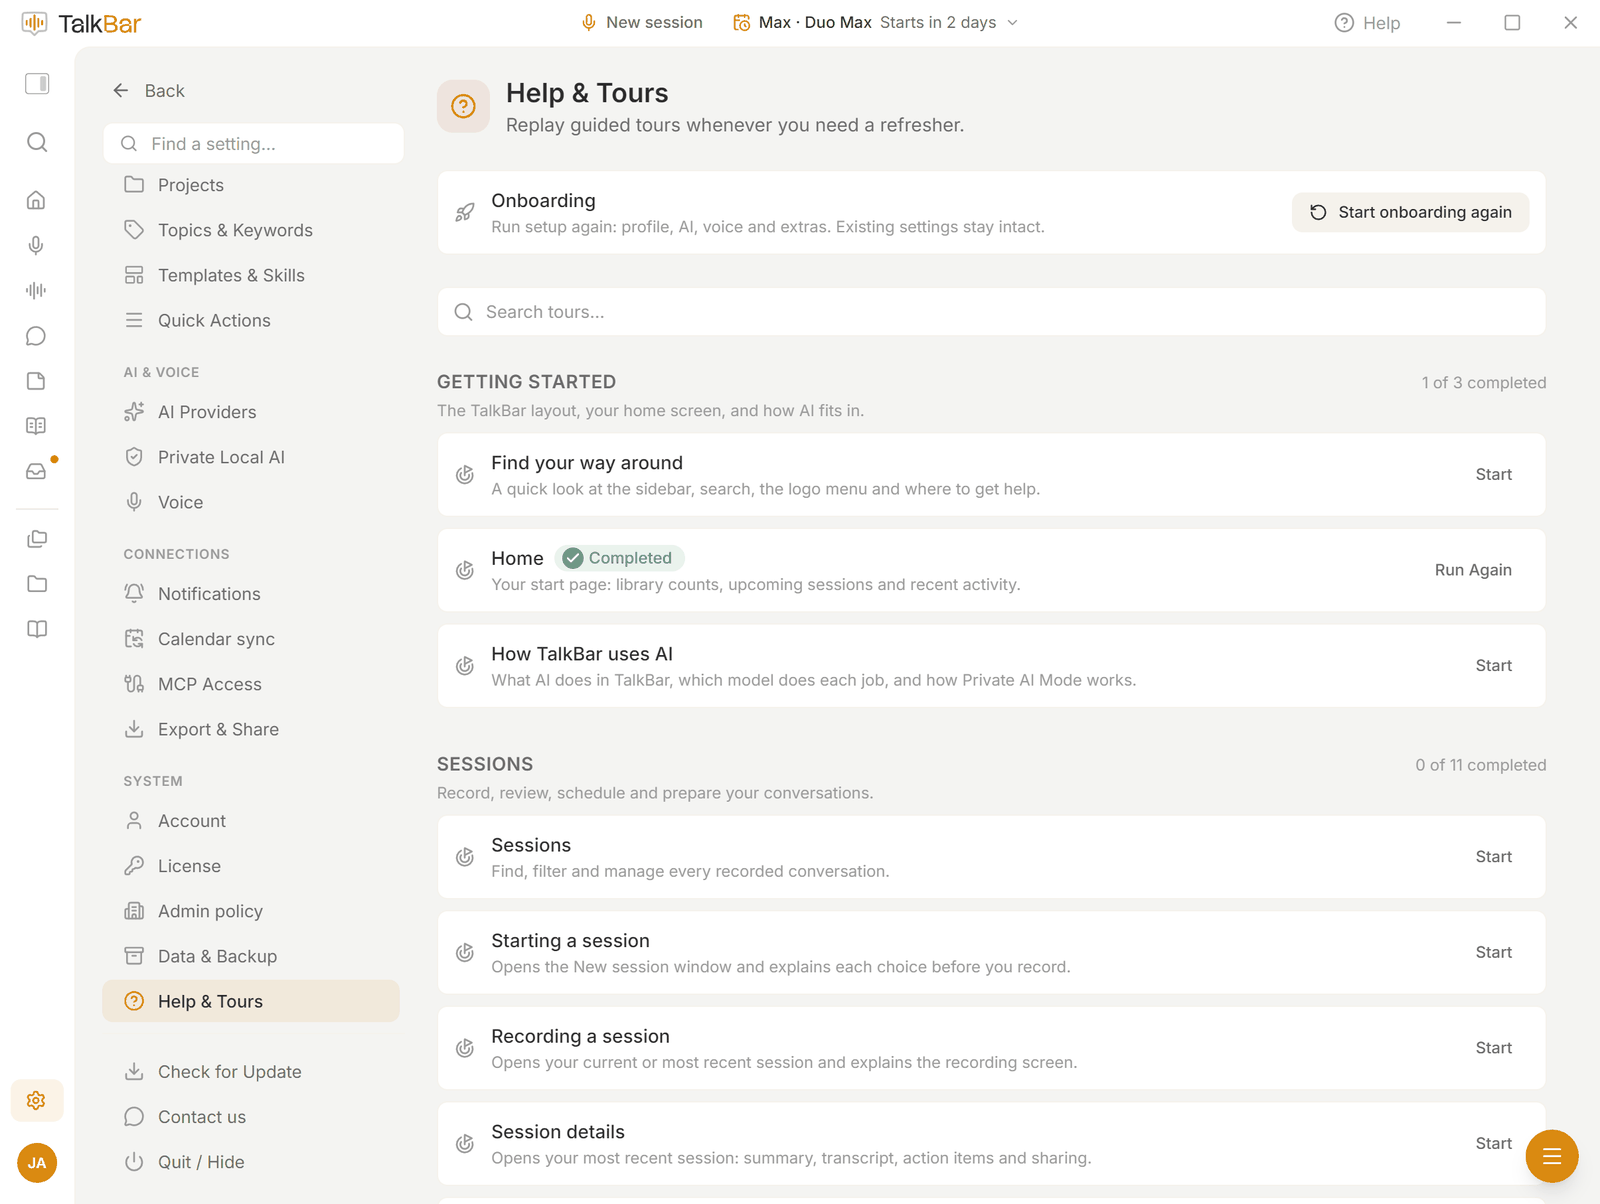 TalkBar
New session
Max · Duo Max Starts in 2 days
Help
Back
Find a setting...
Projects
Topics & Keywords
Templates & Skills
Quick Actions
AI & VOICE
AI Providers
Private Local AI
Voice
CONNECTIONS
Notifications
Calendar sync
MCP Access
Export & Share
SYSTEM
Account
License
Admin policy
Data & Backup
Help & Tours
Check for Update
Contact us
Quit / Hide
JA
Help & Tours
Replay guided tours whenever you need a refresher.
Onboarding
Run setup again: profile, AI, voice and extras. Existing settings stay intact.
Start onboarding again
Search tours...
GETTING STARTED
1 of 3 completed
The TalkBar layout, your home screen, and how AI fits in.
Find your way around
A quick look at the sidebar, search, the logo menu and where to get help.
Start
Home Completed
Your start page: library counts, upcoming sessions and recent activity.
Run Again
How TalkBar uses AI
What AI does in TalkBar, which model does each job, and how Private AI Mode works.
Start
SESSIONS
0 of 11 completed
Record, review, schedule and prepare your conversations.
Sessions
Find, filter and manage every recorded conversation.
Start
Starting a session
Opens the New session window and explains each choice before you record.
Start
Recording a session
Opens your current or most recent session and explains the recording screen.
Start
Session details
Opens your most recent session: summary, transcript, action items and sharing.
Start